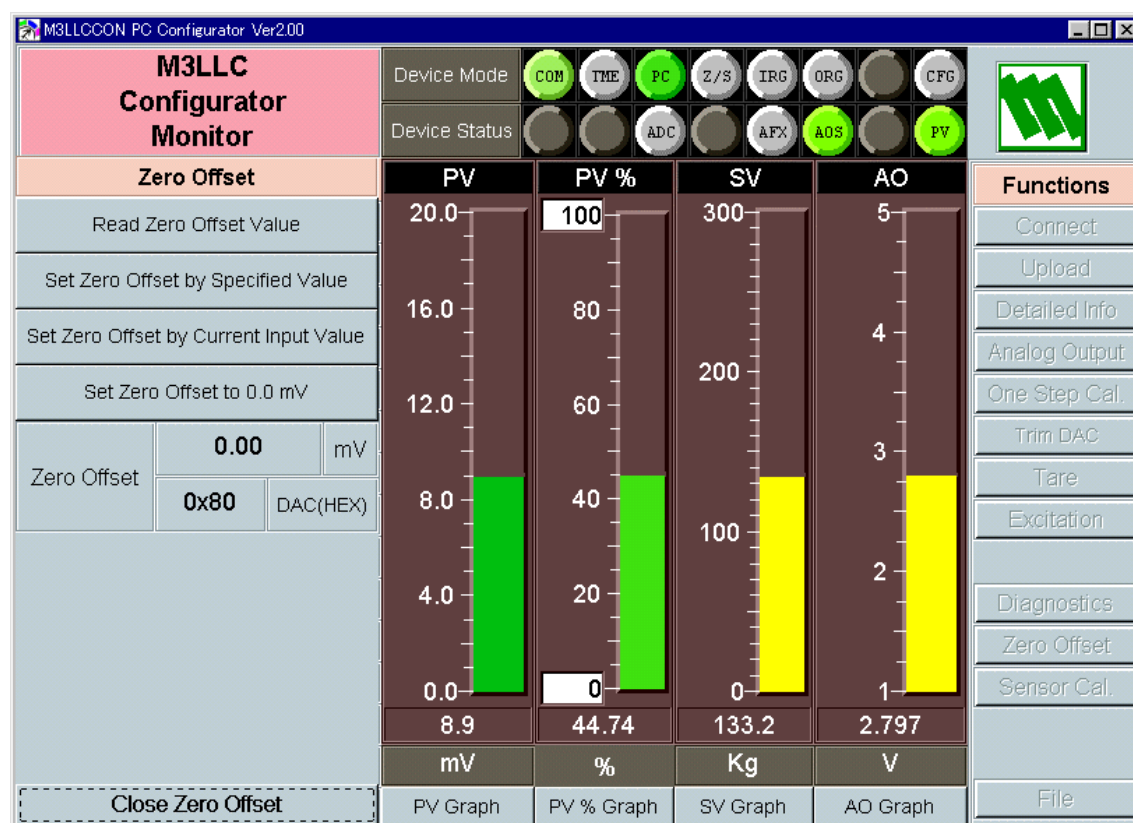 M3LLCCON PC Configurator Ver2.00
M3LLC
Configurator
Monitor
Device Mode
COM
TME
PC
Z/S
IRG
ORG
CFG
Device Status
ADC
AFX
AOS
PV
Zero Offset
Read Zero Offset Value
Set Zero Offset by Specified Value
Set Zero Offset by Current Input Value
Set Zero Offset to 0.0 mV
Zero Offset
0.00
mV
0x80
DAC(HEX)
Close Zero Offset
PV
20.0
16.0
12.0
8.0
4.0
0.0
8.9
mV
PV Graph
PV %
100
80
60
40
20
0
44.74
%
PV % Graph
SV
300
200
100
0
133.2
Kg
SV Graph
AO
5
4
3
2
1
2.797
V
AO Graph
Functions
Connect
Upload
Detailed Info
Analog Output
One Step Cal.
Trim DAC
Tare
Excitation
Diagnostics
Zero Offset
Sensor Cal.
File